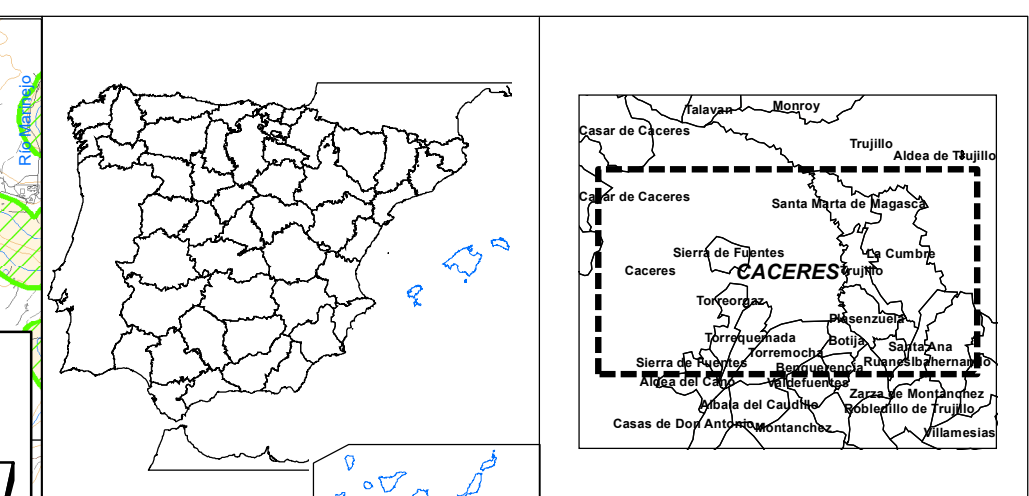 Río Marinejo
Talavan
Monroy
Casar de Caceres
Trujillo
Aldea de Trujillo
Casar de Caceres
Santa Marta de Magasca
Sierra de Fuentes
La Cumbre
Caceres
CACERES
Trujillo
Torreorgaz
Plasenzuela
Torrequemada
Botija
Santa Ana
Torremocha
Sierra de Fuentes
Ruanes
Ibahernando
Benquerencia
Aldea del Cano
Valdefuentes
Zarza de Montanchez
Albala del Caudillo
Robledillo de Trujillo
Casas de Don Antonio
Montanchez
Villamesias